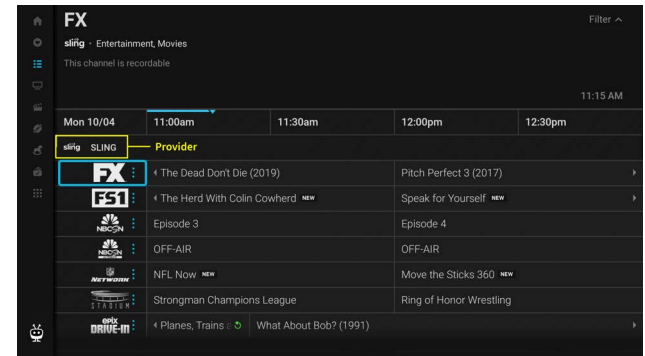 FX
Filter
sling - Entertainment, Movies
This channel is recordable
11:15 AM
Mon 10/04 11:00am 11:30am 12:00pm 12:30pm
sling SLING Provider
FX The Dead Don't Die (2019) Pitch Perfect 3 (2017)
FS1 The Herd With Colin Cowherd NEW Speak for Yourself NEW
NBCSN Episode 3 Episode 4
NBCSN OFF-AIR OFF-AIR
NFL NETWORK NFL Now NEW Move the Sticks 360 NEW
STADIUM Strongman Champions League Ring of Honor Wrestling
epix DRIVE-IN Planes, Trains What About Bob? (1991)